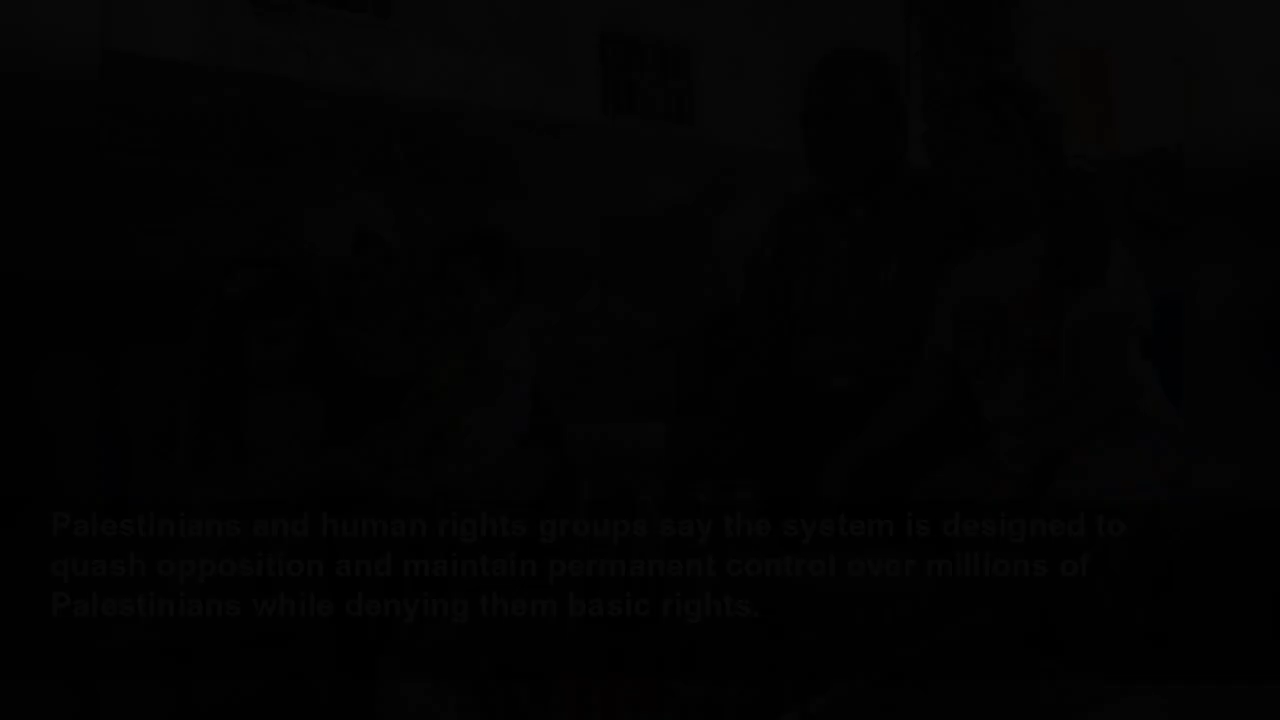 Palestinians and human rights groups say the system is designed to
quash opposition and maintain permanent control over millions of
Palestinians while denying them basic rights.